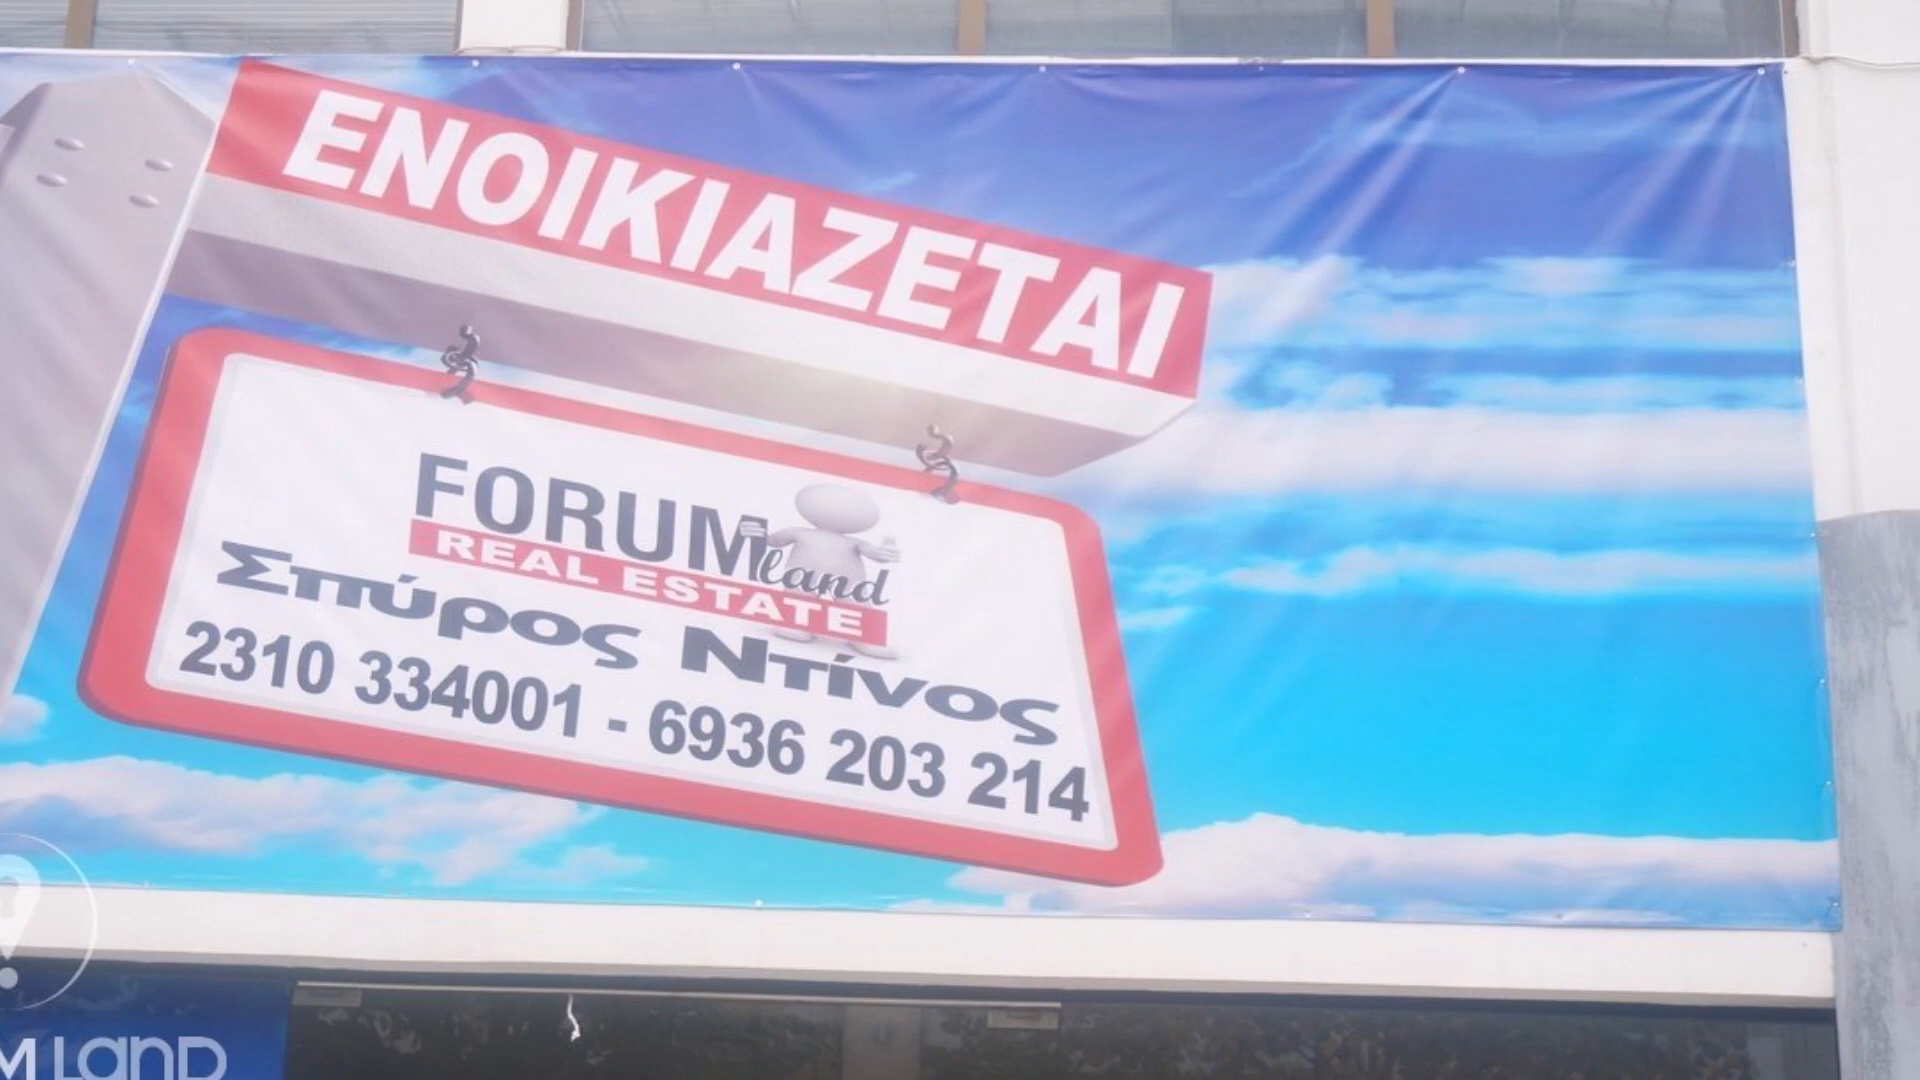 ΕΝΟΙΚΙΑΖΕΤΑΙ
FORUM land
REAL ESTATE
Σπύρος Ντίνος
2310 334001 - 6936 203 214
M Land